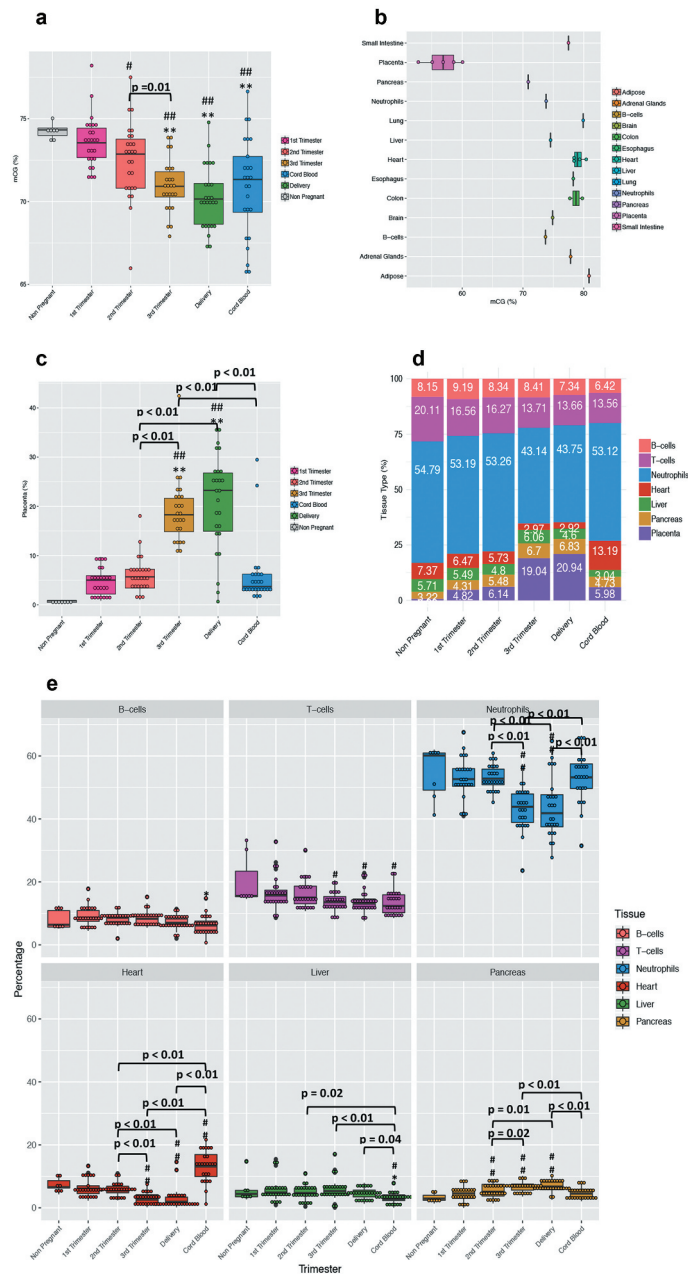 a
mCG (%)
75
70
65
#
p =0.01
##
**
##
**
##
**
Non Pregnant
1st Trimester
2nd Trimester
3rd Trimester
Delivery
Cord Blood
1st Trimester
2nd Trimester
3rd Trimester
Cord Blood
Delivery
Non Pregnant
b
Small Intestine
Placenta
Pancreas
Neutrophils
Lung
Liver
Heart
Esophagus
Colon
Brain
B-cells
Adrenal Glands
Adipose
60
70
80
mCG (%)
Adipose
Adrenal Glands
B-cells
Brain
Colon
Esophagus
Heart
Liver
Lung
Neutrophils
Pancreas
Placenta
Small Intestine
c
Placenta (%)
40
30
20
10
0
p < 0.01
p < 0.01
p < 0.01
p < 0.01
##
**
##
**
Non Pregnant
1st Trimester
2nd Trimester
3rd Trimester
Delivery
Cord Blood
1st Trimester
2nd Trimester
3rd Trimester
Cord Blood
Delivery
Non Pregnant
d
Tissue Type (%)
100
75
50
25
0
8.15 9.19 8.34 8.41 7.34 6.42
20.11 16.56 16.27 13.71 13.66 13.56
54.79 53.19 53.26 43.14 43.75 53.12
7.37 6.47 5.73 2.97 2.92 13.19
5.71 5.49 4.8 6.06 4.6 3.04
3.22 4.31 5.48 6.7 6.83 4.73
4.82 6.14 19.04 20.94 5.98
Non Pregnant
1st Trimester
2nd Trimester
3rd Trimester
Delivery
Cord Blood
B-cells
T-cells
Neutrophils
Heart
Liver
Pancreas
Placenta
e
B-cells
T-cells
Neutrophils
60
40
20
0
*
#
#
#
p < 0.01
p < 0.01
p < 0.01
p < 0.01
#
#
#
#
Percentage
Heart
Liver
Pancreas
60
40
20
0
p < 0.01
p < 0.01
p < 0.01
p < 0.01
p < 0.01
#
#
#
#
#
#
p = 0.02
p < 0.01
p = 0.04
#
*
p < 0.01
p = 0.01
p < 0.01
p = 0.02
#
#
#
#
#
#
Non Pregnant
1st Trimester
2nd Trimester
3rd Trimester
Delivery
Cord Blood
Non Pregnant
1st Trimester
2nd Trimester
3rd Trimester
Delivery
Cord Blood
Non Pregnant
1st Trimester
2nd Trimester
3rd Trimester
Delivery
Cord Blood
Trimester
Tissue
B-cells
T-cells
Neutrophils
Heart
Liver
Pancreas